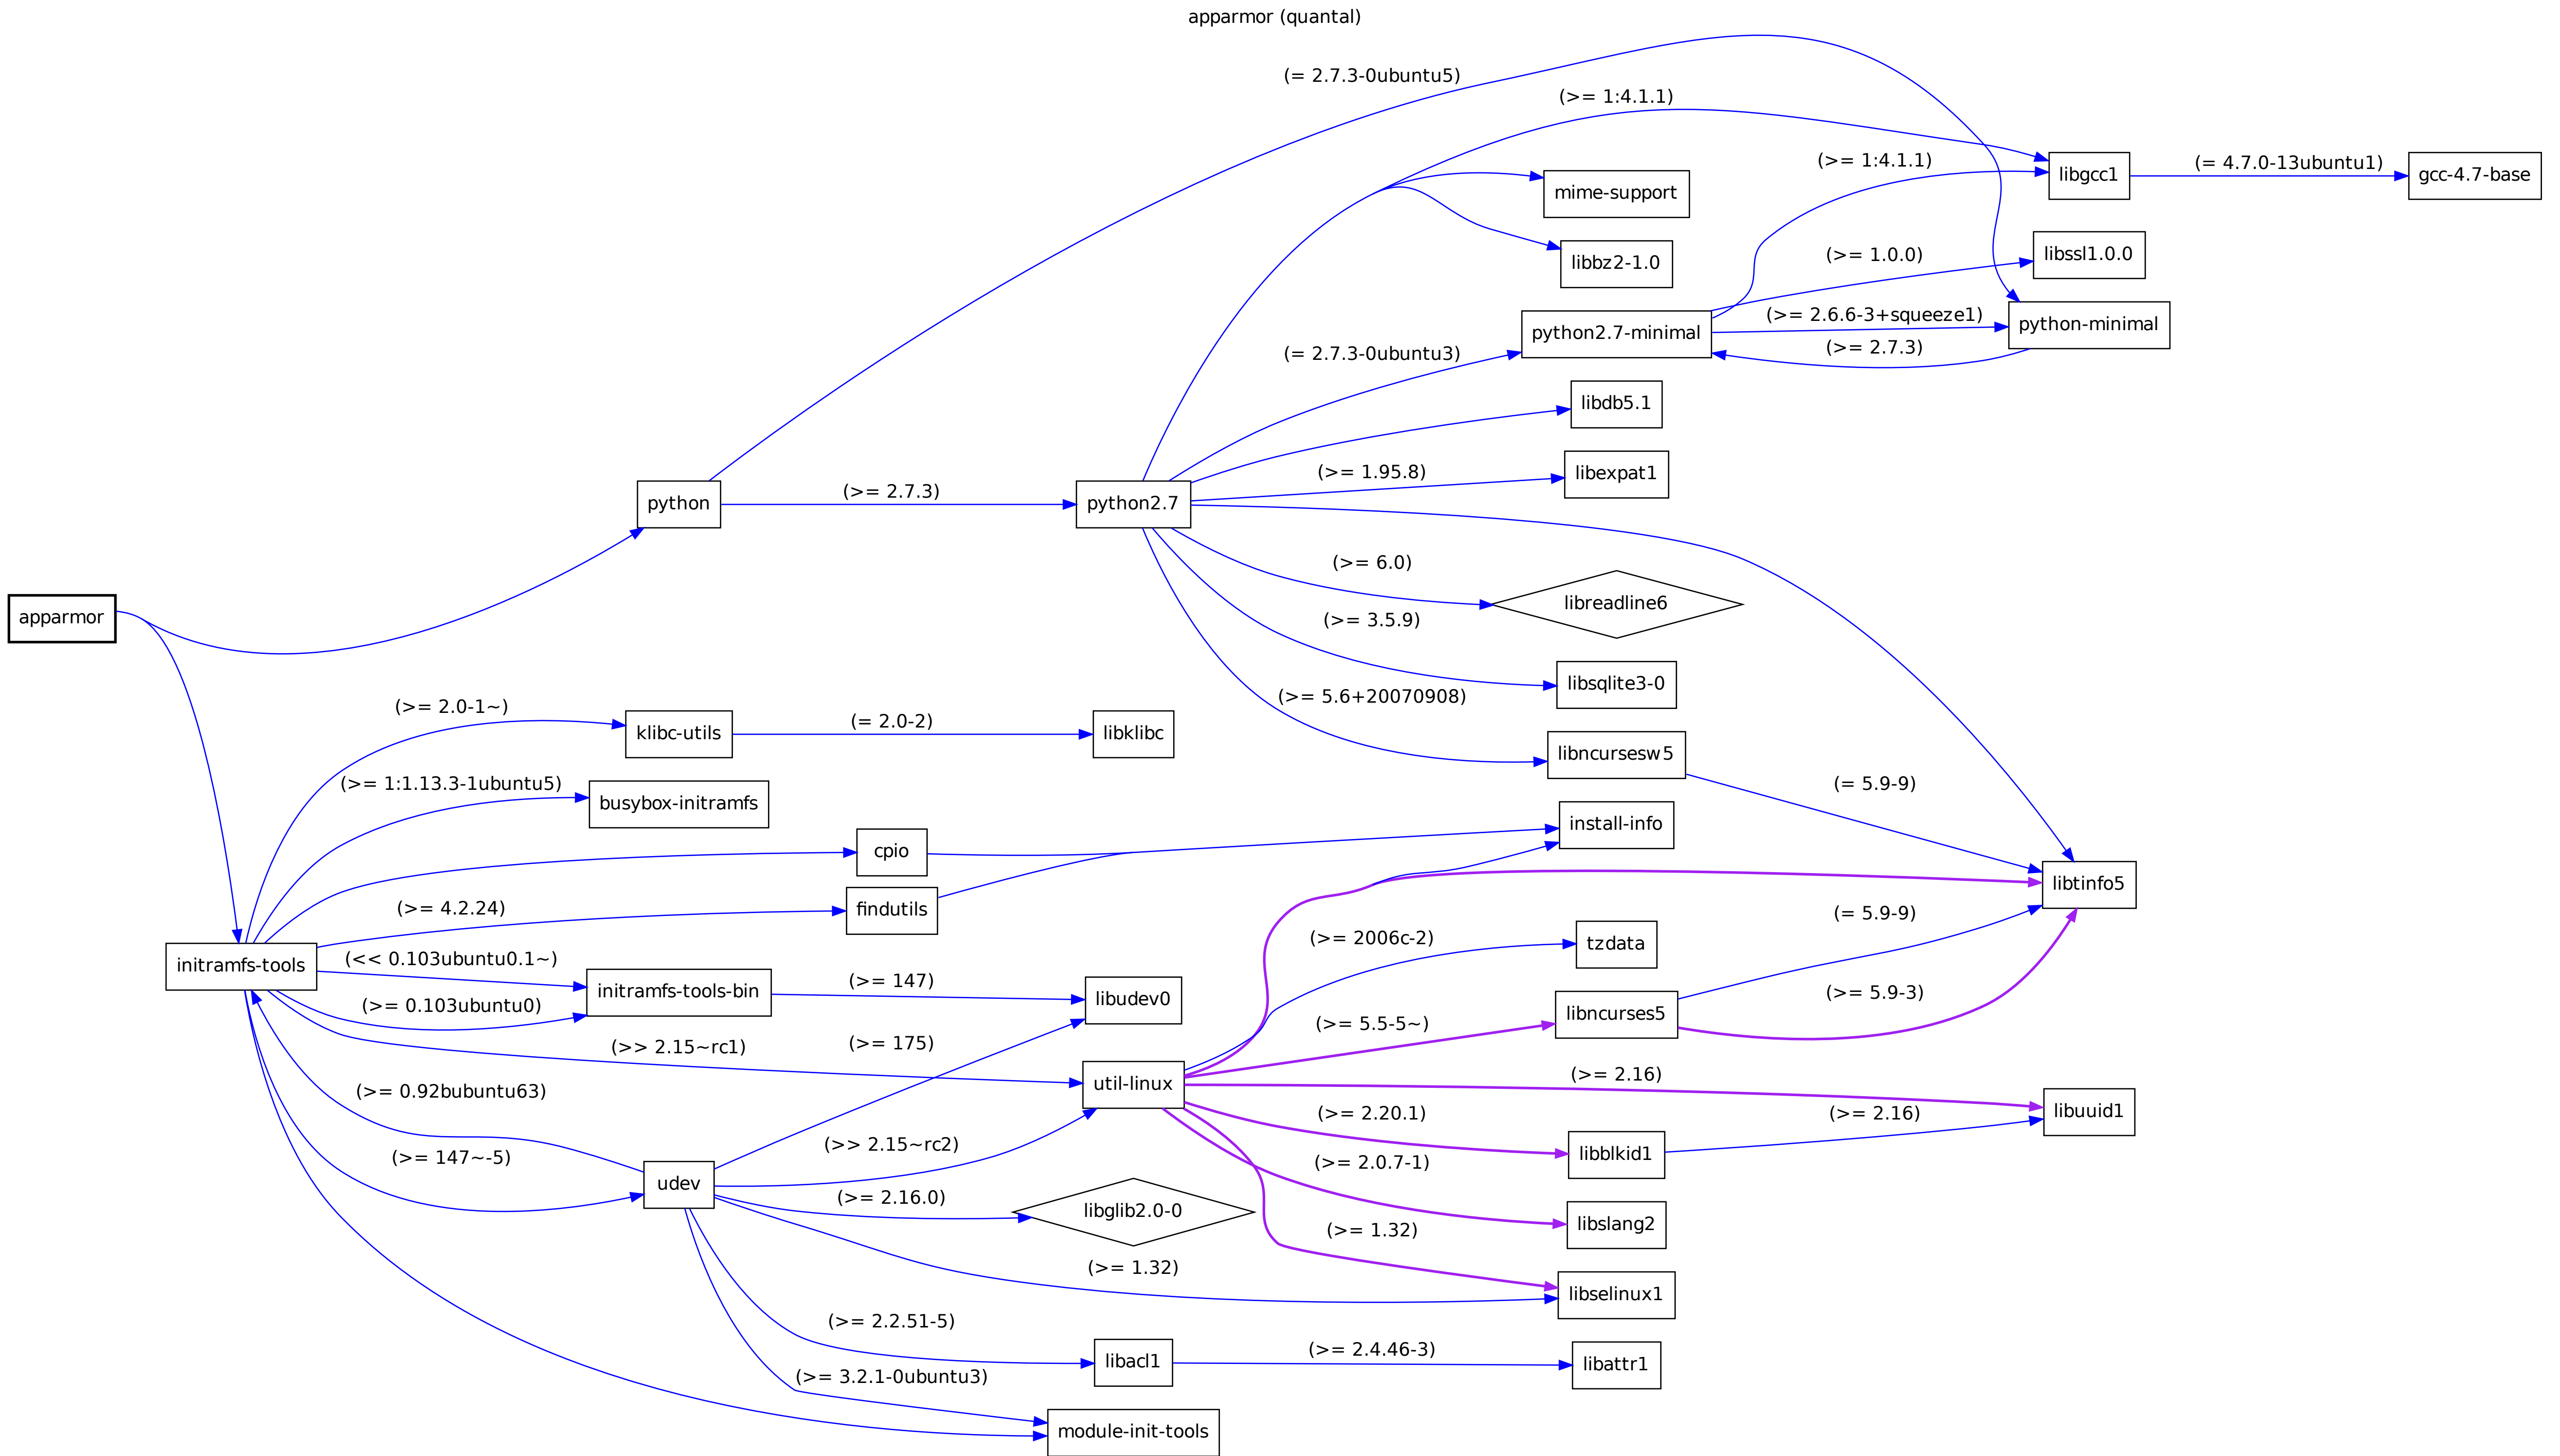 apparmor (quantal)
(= 2.7.3-0ubuntu5)
(>= 1:4.1.1)
(>= 1:4.1.1)
libgcc1
(= 4.7.0-13ubuntu1)
gcc-4.7-base
mime-support
libbz2-1.0
(>= 1.0.0)
libssl1.0.0
python2.7-minimal
(>= 2.6.6-3+squeeze1)
python-minimal
(>= 2.7.3)
(= 2.7.3-0ubuntu3)
libdb5.1
(>= 1.95.8)
libexpat1
python
(>= 2.7.3)
python2.7
(>= 6.0)
libreadline6
apparmor
(>= 3.5.9)
libsqlite3-0
(>= 5.6+20070908)
(>= 2.0-1~)
klibc-utils
(= 2.0-2)
libklibc
libncursesw5
(= 5.9-9)
(>= 1:1.13.3-1ubuntu5)
busybox-initramfs
install-info
cpio
libtinfo5
(>= 4.2.24)
findutils
(= 5.9-9)
(>= 2006c-2)
tzdata
initramfs-tools
(<< 0.103ubuntu0.1~)
initramfs-tools-bin
(>= 147)
libudev0
(>= 0.103ubuntu0)
(>= 5.9-3)
libncurses5
(>= 5.5-5~)
(>> 2.15~rc1)
(>= 175)
util-linux
(>= 2.16)
(>= 0.92bubuntu63)
(>= 2.20.1)
(>= 2.16)
libuuid1
(>> 2.15~rc2)
(>= 147~-5)
libblkid1
(>= 2.0.7-1)
udev
(>= 2.16.0)
libglib2.0-0
libslang2
(>= 1.32)
(>= 1.32)
libselinux1
(>= 2.2.51-5)
libacl1
(>= 2.4.46-3)
libattr1
(>= 3.2.1-0ubuntu3)
module-init-tools